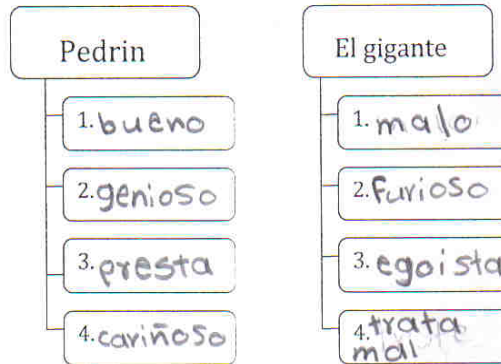 Pedrin
1. bueno
2. genioso
3. presta
4. cariñoso
El gigante
1. malo
2. furioso
3. egoista
4. trata
mal